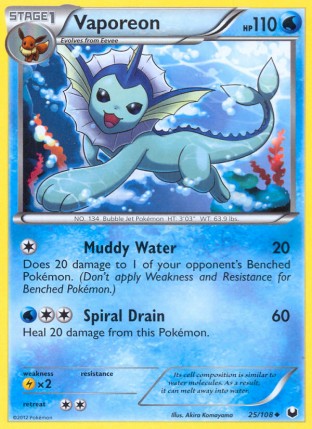 STAGE1
Vaporeon
HP110
Evolves from Eevee
NO. 134 Bubble Jet Pokémon HT: 3'03" WT: 63.9 lbs.
Muddy Water 20
Does 20 damage to 1 of your opponent's Benched
Pokémon. (Don't apply Weakness and Resistance for
Benched Pokémon.)
Spiral Drain 60
Heal 20 damage from this Pokémon.
weakness resistance
×2
Its cell composition is similar to
water molecules. As a result,
it can melt away into water.
retreat
©2012 Pokémon
Illus. Akira Komayama
25/108